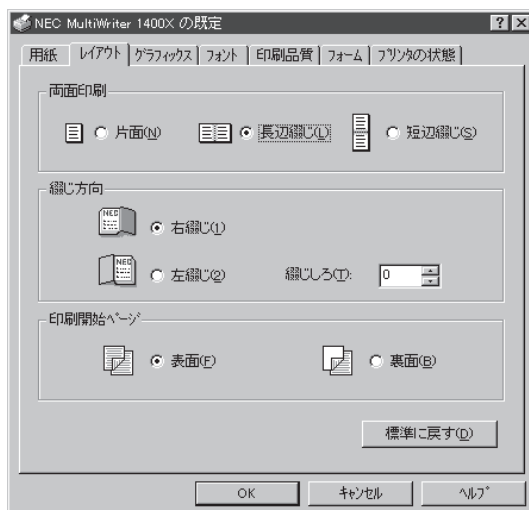 NEC MultiWriter 1400X の既定
用紙 レイアウト グラフィックス フォント 印刷品質 フォーム プリンタの状態
両面印刷
片面(N) 長辺綴じ(L) 短辺綴じ(S)
綴じ方向
NEC 右綴じ(1)
NEC 左綴じ(2) 綴じしろ(T): 0
印刷開始ページ
表面(F) 裏面(B)
標準に戻す(D)
OK キャンセル ヘルプ